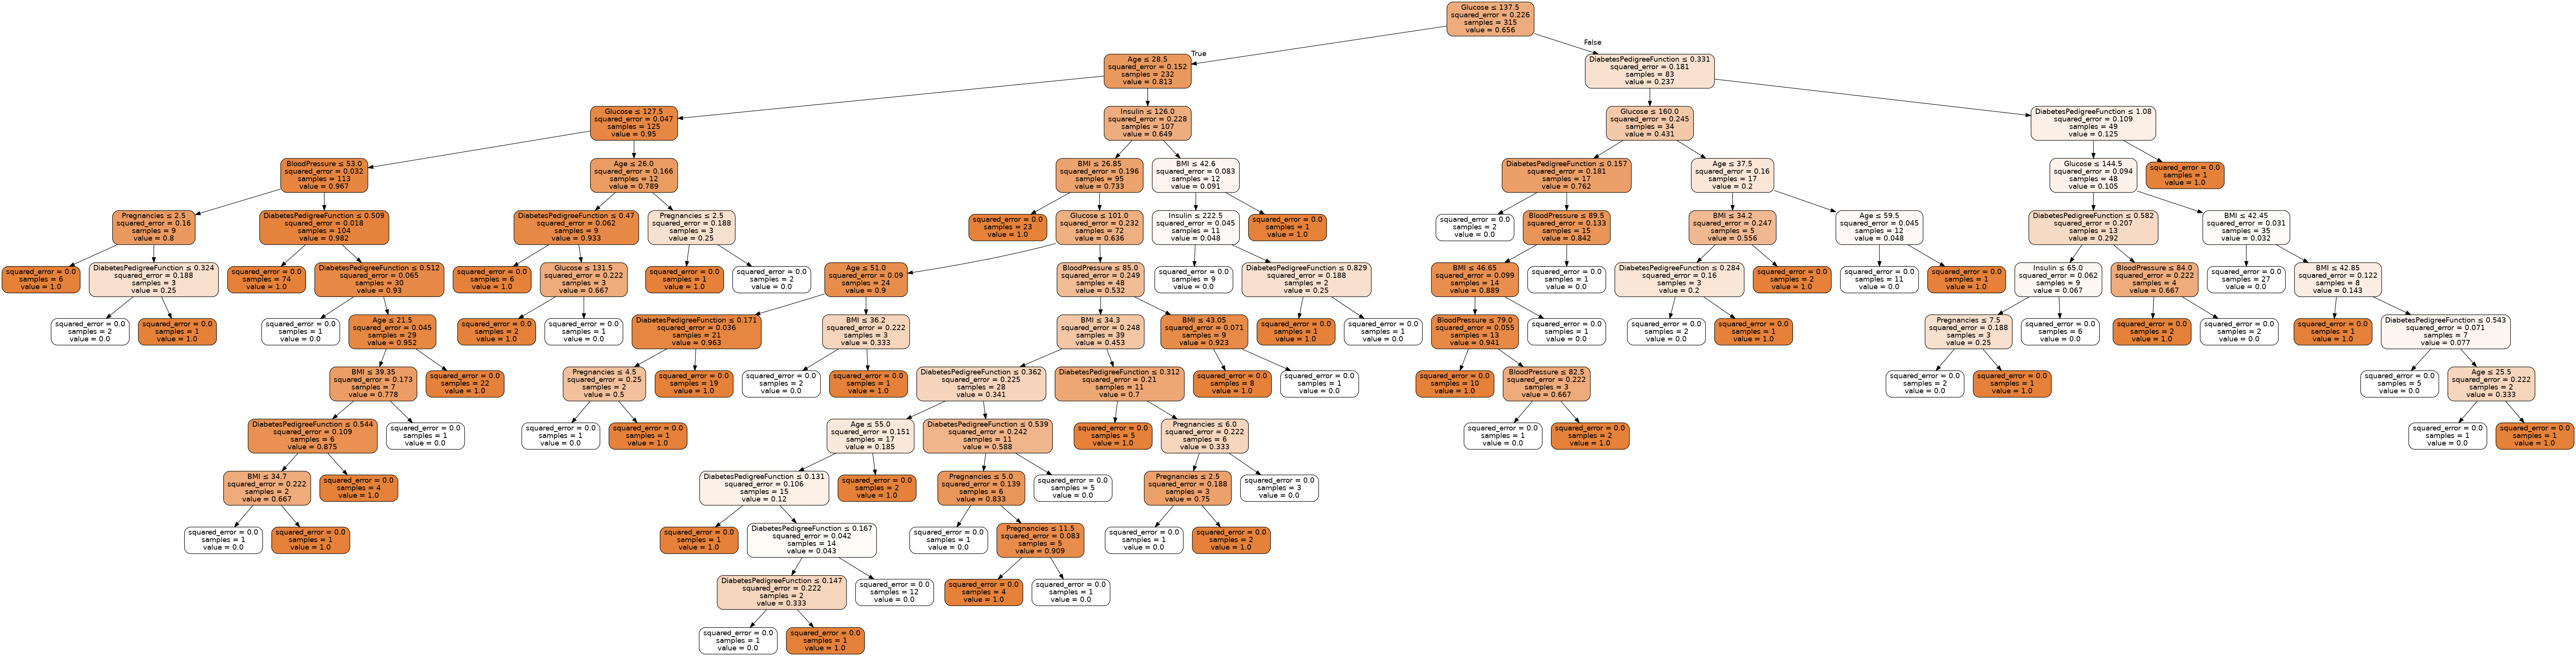 Glucose ≤ 137.5
squared_error = 0.226
samples = 315
value = 0.656
True
False
Age ≤ 28.5
squared_error = 0.152
samples = 232
value = 0.813
DiabetesPedigreeFunction ≤ 0.331
squared_error = 0.181
samples = 83
value = 0.237
Glucose ≤ 127.5
squared_error = 0.047
samples = 125
value = 0.95
Insulin ≤ 126.0
squared_error = 0.228
samples = 107
value = 0.649
Glucose ≤ 160.0
squared_error = 0.245
samples = 34
value = 0.431
DiabetesPedigreeFunction ≤ 1.08
squared_error = 0.109
samples = 49
value = 0.125
BloodPressure ≤ 53.0
squared_error = 0.032
samples = 113
value = 0.967
Age ≤ 26.0
squared_error = 0.166
samples = 12
value = 0.789
BMI ≤ 26.85
squared_error = 0.196
samples = 95
value = 0.733
BMI ≤ 42.6
squared_error = 0.083
samples = 12
value = 0.091
DiabetesPedigreeFunction ≤ 0.157
squared_error = 0.181
samples = 17
value = 0.762
Age ≤ 37.5
squared_error = 0.16
samples = 17
value = 0.2
Glucose ≤ 144.5
squared_error = 0.094
samples = 48
value = 0.105
squared_error = 0.0
samples = 1
value = 1.0
Pregnancies ≤ 2.5
squared_error = 0.16
samples = 9
value = 0.8
DiabetesPedigreeFunction ≤ 0.509
squared_error = 0.018
samples = 104
value = 0.982
DiabetesPedigreeFunction ≤ 0.47
squared_error = 0.062
samples = 9
value = 0.933
Pregnancies ≤ 2.5
squared_error = 0.188
samples = 3
value = 0.25
squared_error = 0.0
samples = 23
value = 1.0
Glucose ≤ 101.0
squared_error = 0.232
samples = 72
value = 0.636
Insulin ≤ 222.5
squared_error = 0.045
samples = 11
value = 0.048
squared_error = 0.0
samples = 1
value = 1.0
squared_error = 0.0
samples = 2
value = 0.0
BloodPressure ≤ 89.5
squared_error = 0.133
samples = 15
value = 0.842
BMI ≤ 34.2
squared_error = 0.247
samples = 5
value = 0.556
Age ≤ 59.5
squared_error = 0.045
samples = 12
value = 0.048
DiabetesPedigreeFunction ≤ 0.582
squared_error = 0.207
samples = 13
value = 0.292
BMI ≤ 42.45
squared_error = 0.031
samples = 35
value = 0.032
squared_error = 0.0
samples = 6
value = 1.0
DiabetesPedigreeFunction ≤ 0.324
squared_error = 0.188
samples = 3
value = 0.25
squared_error = 0.0
samples = 74
value = 1.0
DiabetesPedigreeFunction ≤ 0.512
squared_error = 0.065
samples = 30
value = 0.93
squared_error = 0.0
samples = 6
value = 1.0
Glucose ≤ 131.5
squared_error = 0.222
samples = 3
value = 0.667
squared_error = 0.0
samples = 1
value = 1.0
squared_error = 0.0
samples = 2
value = 0.0
Age ≤ 51.0
squared_error = 0.09
samples = 24
value = 0.9
BloodPressure ≤ 85.0
squared_error = 0.249
samples = 48
value = 0.532
squared_error = 0.0
samples = 9
value = 0.0
DiabetesPedigreeFunction ≤ 0.829
squared_error = 0.188
samples = 2
value = 0.25
BMI ≤ 46.65
squared_error = 0.099
samples = 14
value = 0.889
squared_error = 0.0
samples = 1
value = 0.0
DiabetesPedigreeFunction ≤ 0.284
squared_error = 0.16
samples = 3
value = 0.2
squared_error = 0.0
samples = 2
value = 1.0
squared_error = 0.0
samples = 11
value = 0.0
squared_error = 0.0
samples = 1
value = 1.0
Insulin ≤ 65.0
squared_error = 0.062
samples = 9
value = 0.067
BloodPressure ≤ 84.0
squared_error = 0.222
samples = 4
value = 0.667
squared_error = 0.0
samples = 27
value = 0.0
BMI ≤ 42.85
squared_error = 0.122
samples = 8
value = 0.143
squared_error = 0.0
samples = 2
value = 0.0
squared_error = 0.0
samples = 1
value = 1.0
squared_error = 0.0
samples = 1
value = 0.0
Age ≤ 21.5
squared_error = 0.045
samples = 29
value = 0.952
squared_error = 0.0
samples = 2
value = 1.0
squared_error = 0.0
samples = 1
value = 0.0
DiabetesPedigreeFunction ≤ 0.171
squared_error = 0.036
samples = 21
value = 0.963
BMI ≤ 36.2
squared_error = 0.222
samples = 3
value = 0.333
BMI ≤ 34.3
squared_error = 0.248
samples = 39
value = 0.453
BMI ≤ 43.05
squared_error = 0.071
samples = 9
value = 0.923
squared_error = 0.0
samples = 1
value = 1.0
squared_error = 0.0
samples = 1
value = 0.0
BloodPressure ≤ 79.0
squared_error = 0.055
samples = 13
value = 0.941
squared_error = 0.0
samples = 1
value = 0.0
squared_error = 0.0
samples = 2
value = 0.0
squared_error = 0.0
samples = 1
value = 1.0
Pregnancies ≤ 7.5
squared_error = 0.188
samples = 3
value = 0.25
squared_error = 0.0
samples = 6
value = 0.0
squared_error = 0.0
samples = 2
value = 1.0
squared_error = 0.0
samples = 2
value = 0.0
squared_error = 0.0
samples = 1
value = 1.0
DiabetesPedigreeFunction ≤ 0.543
squared_error = 0.071
samples = 7
value = 0.077
BMI ≤ 39.35
squared_error = 0.173
samples = 7
value = 0.778
squared_error = 0.0
samples = 22
value = 1.0
Pregnancies ≤ 4.5
squared_error = 0.25
samples = 2
value = 0.5
squared_error = 0.0
samples = 19
value = 1.0
squared_error = 0.0
samples = 2
value = 0.0
squared_error = 0.0
samples = 1
value = 1.0
DiabetesPedigreeFunction ≤ 0.362
squared_error = 0.225
samples = 28
value = 0.341
DiabetesPedigreeFunction ≤ 0.312
squared_error = 0.21
samples = 11
value = 0.7
squared_error = 0.0
samples = 8
value = 1.0
squared_error = 0.0
samples = 1
value = 0.0
squared_error = 0.0
samples = 10
value = 1.0
BloodPressure ≤ 82.5
squared_error = 0.222
samples = 3
value = 0.667
squared_error = 0.0
samples = 2
value = 0.0
squared_error = 0.0
samples = 1
value = 1.0
squared_error = 0.0
samples = 5
value = 0.0
Age ≤ 25.5
squared_error = 0.222
samples = 2
value = 0.333
DiabetesPedigreeFunction ≤ 0.544
squared_error = 0.109
samples = 6
value = 0.875
squared_error = 0.0
samples = 1
value = 0.0
squared_error = 0.0
samples = 1
value = 0.0
squared_error = 0.0
samples = 1
value = 1.0
Age ≤ 55.0
squared_error = 0.151
samples = 17
value = 0.185
DiabetesPedigreeFunction ≤ 0.539
squared_error = 0.242
samples = 11
value = 0.588
squared_error = 0.0
samples = 5
value = 1.0
Pregnancies ≤ 6.0
squared_error = 0.222
samples = 6
value = 0.333
squared_error = 0.0
samples = 1
value = 0.0
squared_error = 0.0
samples = 2
value = 1.0
squared_error = 0.0
samples = 1
value = 0.0
squared_error = 0.0
samples = 1
value = 1.0
BMI ≤ 34.7
squared_error = 0.222
samples = 2
value = 0.667
squared_error = 0.0
samples = 4
value = 1.0
DiabetesPedigreeFunction ≤ 0.131
squared_error = 0.106
samples = 15
value = 0.12
squared_error = 0.0
samples = 2
value = 1.0
Pregnancies ≤ 5.0
squared_error = 0.139
samples = 6
value = 0.833
squared_error = 0.0
samples = 5
value = 0.0
Pregnancies ≤ 2.5
squared_error = 0.188
samples = 3
value = 0.75
squared_error = 0.0
samples = 3
value = 0.0
squared_error = 0.0
samples = 1
value = 0.0
squared_error = 0.0
samples = 1
value = 1.0
squared_error = 0.0
samples = 1
value = 1.0
DiabetesPedigreeFunction ≤ 0.167
squared_error = 0.042
samples = 14
value = 0.043
squared_error = 0.0
samples = 1
value = 0.0
Pregnancies ≤ 11.5
squared_error = 0.083
samples = 5
value = 0.909
squared_error = 0.0
samples = 1
value = 0.0
squared_error = 0.0
samples = 2
value = 1.0
DiabetesPedigreeFunction ≤ 0.147
squared_error = 0.222
samples = 2
value = 0.333
squared_error = 0.0
samples = 12
value = 0.0
squared_error = 0.0
samples = 4
value = 1.0
squared_error = 0.0
samples = 1
value = 0.0
squared_error = 0.0
samples = 1
value = 0.0
squared_error = 0.0
samples = 1
value = 1.0